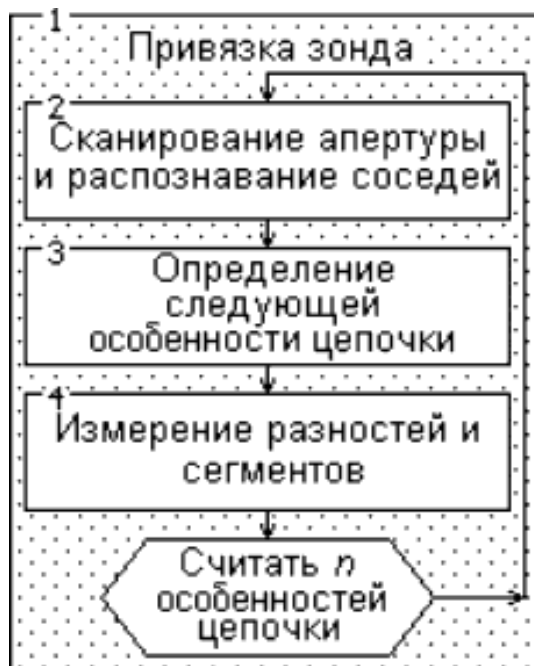 1
Привязка зонда
2
Сканирование апертуры
и распознавание соседей
3
Определение
следующей
особенности цепочки
4
Измерение разностей и
сегментов
Считать n
особенностей
цепочки